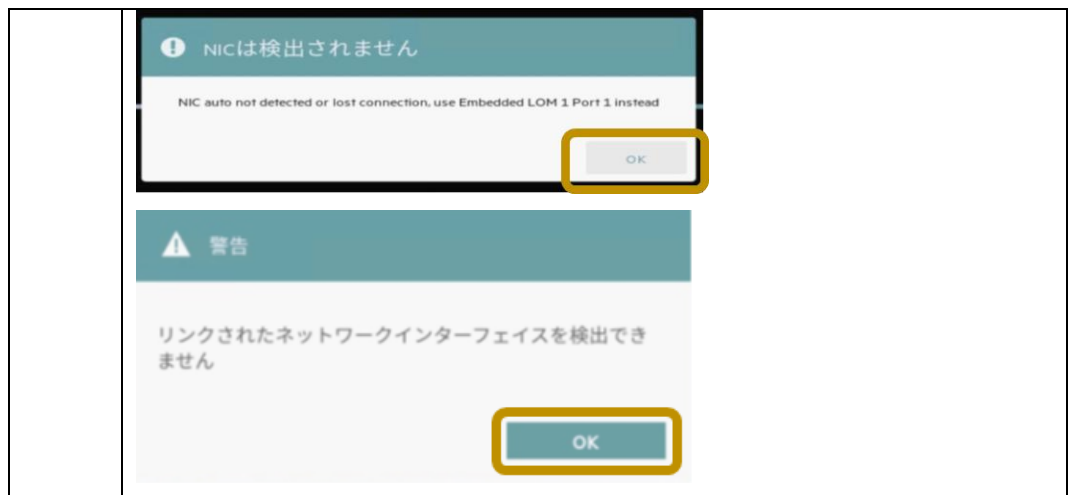 NICは検出されません
NIC auto not detected or lost connection, use Embedded LOM 1 Port 1 instead
OK
警告
リンクされたネットワークインターフェイスを検出でき
ません
OK